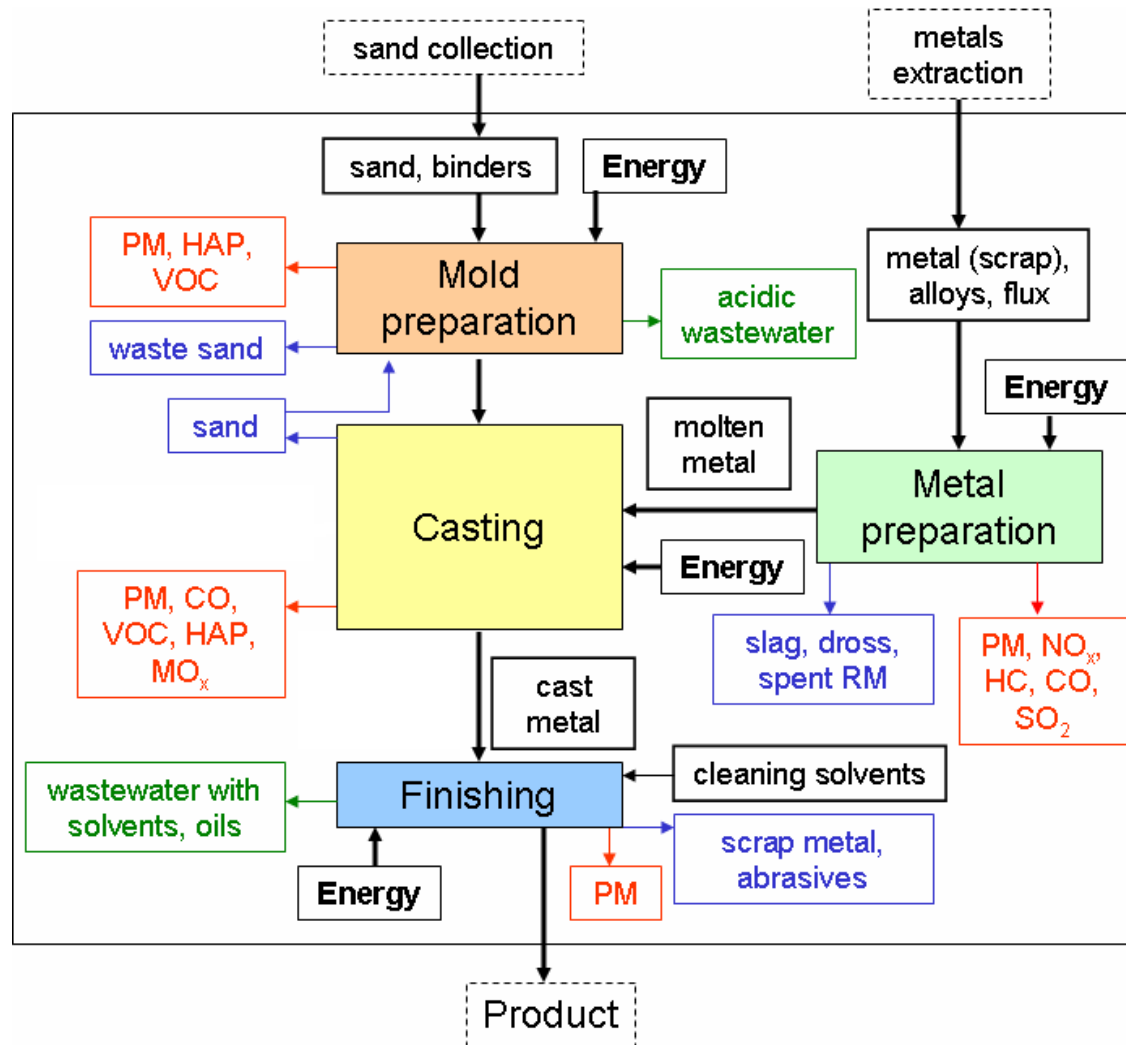 sand collection
metals
extraction
sand, binders
Energy
PM, HAP,
VOC
Mold
preparation
metal (scrap),
alloys, flux
acidic
wastewater
waste sand
Energy
sand
molten
metal
Metal
preparation
Casting
Energy
PM, CO,
VOC, HAP,
MOₓ
slag, dross,
spent RM
PM, NOₓ,
HC, CO,
SO₂
cast
metal
cleaning solvents
Finishing
wastewater with
solvents, oils
scrap metal,
abrasives
Energy
PM
Product